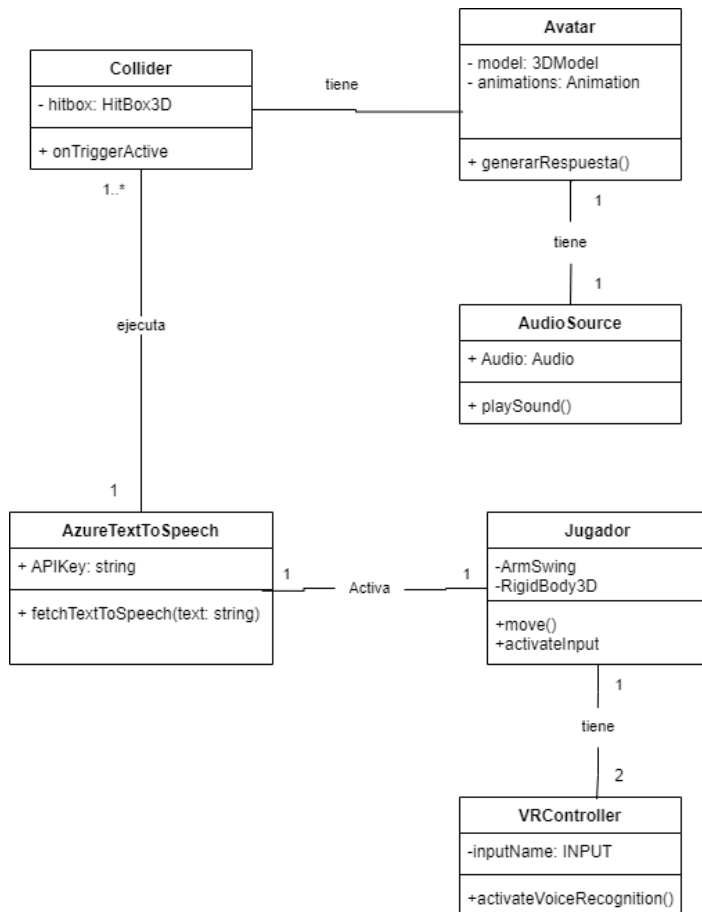 Avatar
- model: 3DModel
- animations: Animation
+ generarRespuesta()
Collider
- hitbox: HitBox3D
+ onTriggerActive
tiene
1..*
1
tiene
1
ejecuta
AudioSource
+ Audio: Audio
+ playSound()
1
AzureTextToSpeech
+ APIKey: string
+ fetchTextToSpeech(text: string)
1
Activa
1
Jugador
-ArmSwing
-RigidBody3D
+move()
+activateInput
1
tiene
2
VRController
-inputName: INPUT
+activateVoiceRecognition()